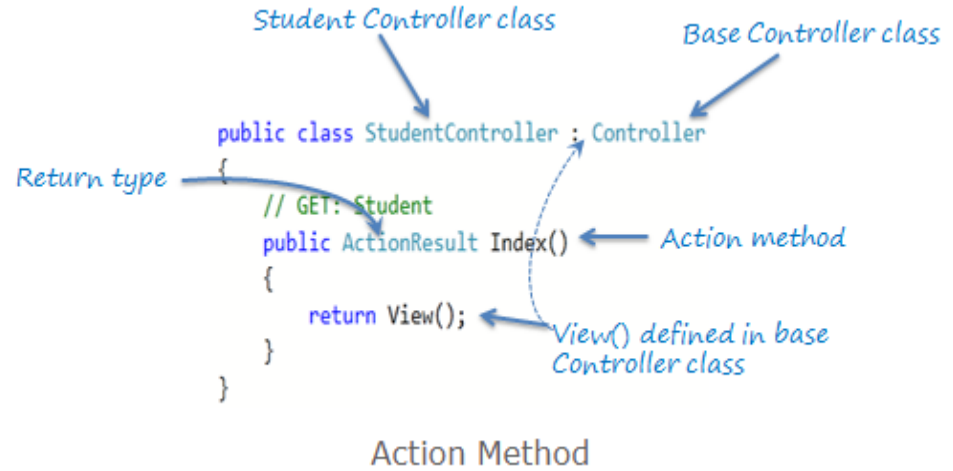 Student Controller class
Base Controller class
public class StudentController : Controller
{
Return type
// GET: Student
public ActionResult Index()
Action method
{
return View();
View() defined in base
Controller class
}
}
Action Method